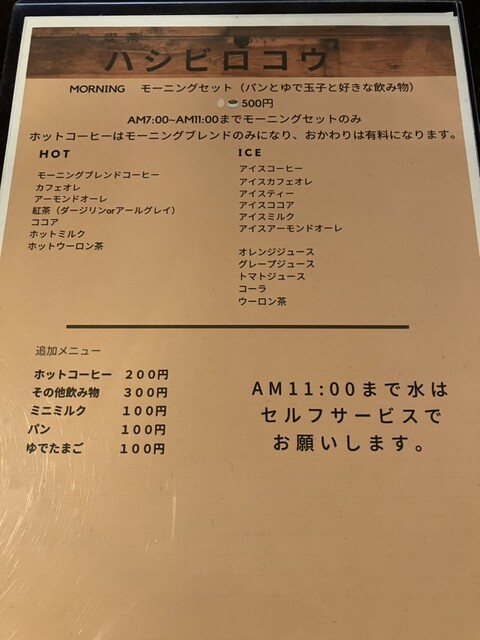 喫茶
ハシビロコウ
MORNING モーニングセット（パンとゆで玉子と好きな飲み物）
500円
AM7:00~AM11:00までモーニングセットのみ
ホットコーヒーはモーニングブレンドのみになり、おかわりは有料になります。
HOT
モーニングブレンドコーヒー
カフェオレ
アーモンドオーレ
紅茶（ダージリンorアールグレイ）
ココア
ホットミルク
ホットウーロン茶
ICE
アイスコーヒー
アイスカフェオレ
アイスティー
アイスココア
アイスミルク
アイスアーモンドオーレ
オレンジジュース
グレープジュース
トマトジュース
コーラ
ウーロン茶
追加メニュー
ホットコーヒー 200円
その他飲み物 300円
ミニミルク 100円
パン 100円
ゆでたまご 100円
AM11:00まで水は
セルフサービスで
お願いします。